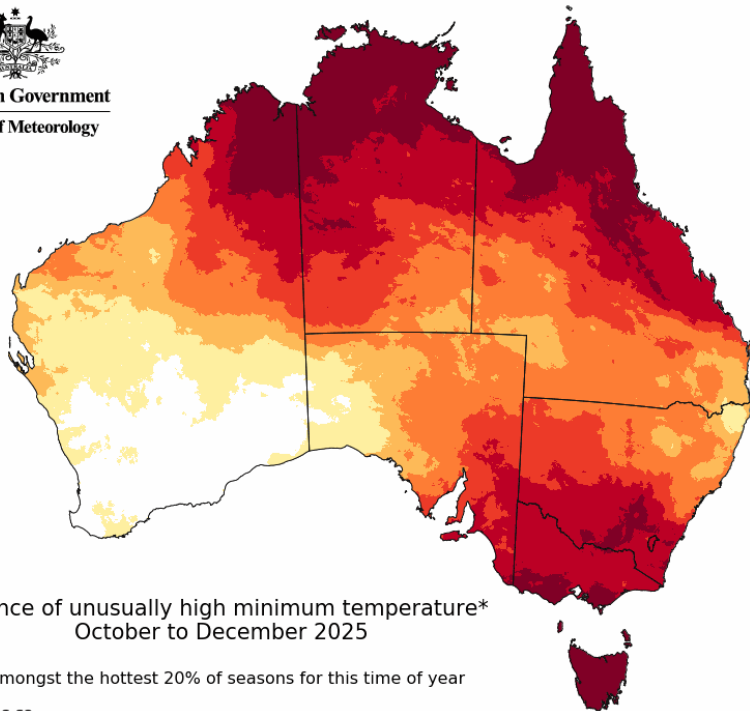 n Government
f Meteorology
nce of unusually high minimum temperature*
October to December 2025
mongst the hottest 20% of seasons for this time of year